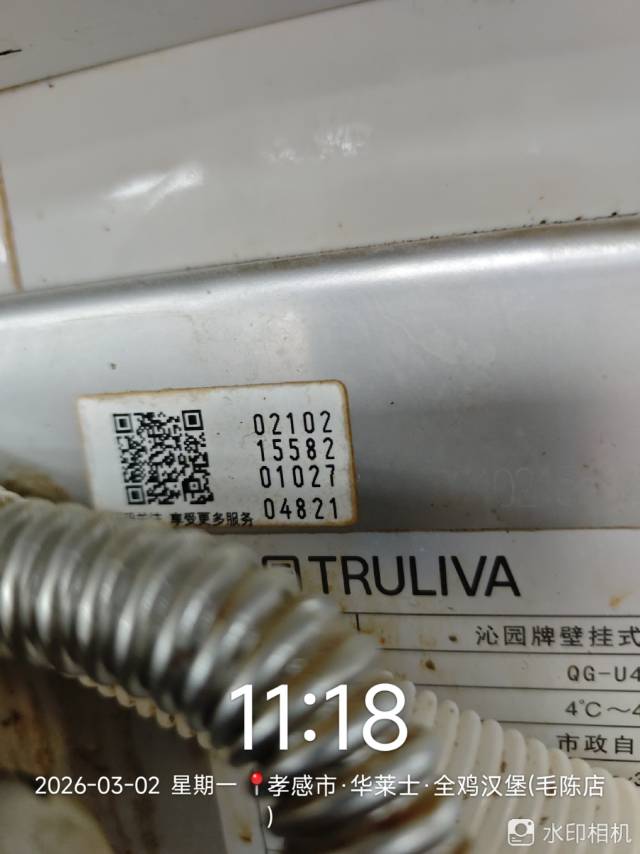 02102
15582
01027
享受更多服务 04821
TRULIVA
沁园牌壁挂式
QG-U4
4℃～4
市政自
11:18
2026-03-02 星期一 孝感市·华莱士·全鸡汉堡(毛陈店
)
水印相机